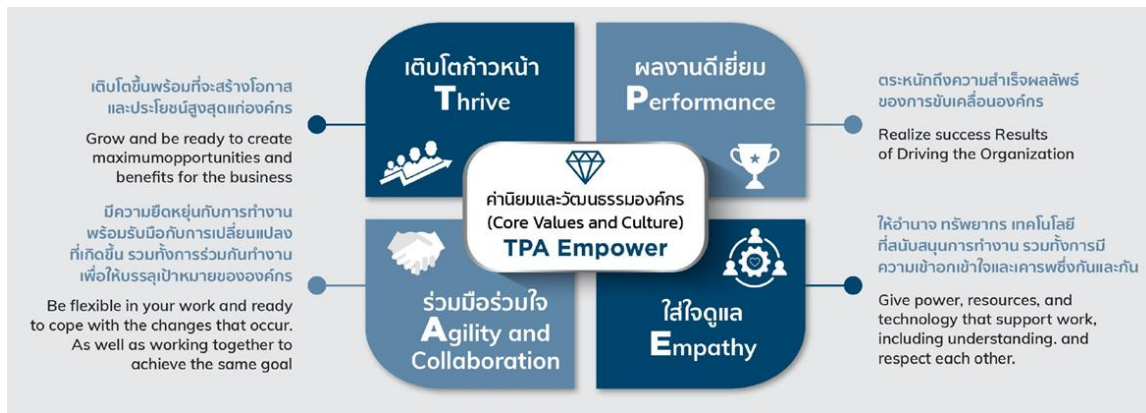 เติบโตขึ้นพร้อมที่จะสร้างโอกาส
และประโยชน์สูงสุดแก่องค์กร
Grow and be ready to create
maximumopportunities and
benefits for the business
เติบโตก้าวหน้า
Thrive
ผลงานดีเยี่ยม
Performance
ตระหนักถึงความสำเร็จผลลัพธ์
ของการขับเคลื่อนองค์กร
Realize success Results
of Driving the Organization
ค่านิยมและวัฒนธรรมองค์กร
(Core Values and Culture)
TPA Empower
มีความยืดหยุ่นกับการทำงาน
พร้อมรับมือกับการเปลี่ยนแปลง
ที่เกิดขึ้น รวมทั้งการร่วมกันทำงาน
เพื่อให้บรรลุเป้าหมายขององค์กร
Be flexible in your work and ready
to cope with the changes that occur.
As well as working together to
achieve the same goal
ร่วมมือร่วมใจ
Agility and
Collaboration
ใส่ใจดูแล
Empathy
ให้อำนาจ ทรัพยากร เทคโนโลยี
ที่สนับสนุนการทำงาน รวมทั้งการมี
ความเข้าอกเข้าใจและเคารพซึ่งกันและกัน
Give power, resources, and
technology that support work,
including understanding. and
respect each other.